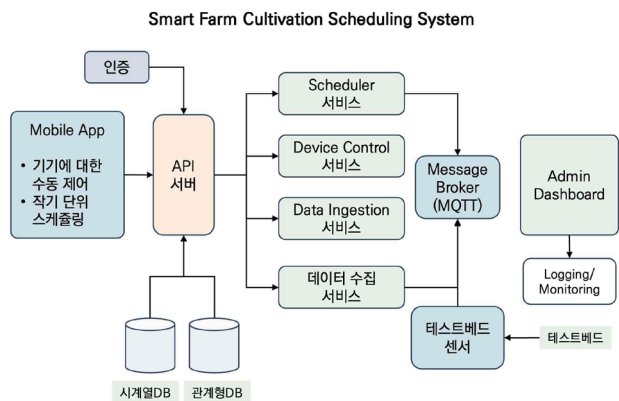 Smart Farm Cultivation Scheduling System
인증
Mobile App
• 기기에 대한
수동 제어
• 작기 단위
스케쥴링
API
서버
Scheduler
서비스
Device Control
서비스
Data Ingestion
서비스
데이터 수집
서비스
Message
Broker
(MQTT)
Admin
Dashboard
Logging/
Monitoring
테스트베드
센서
테스트베드
시계열DB
관계형DB